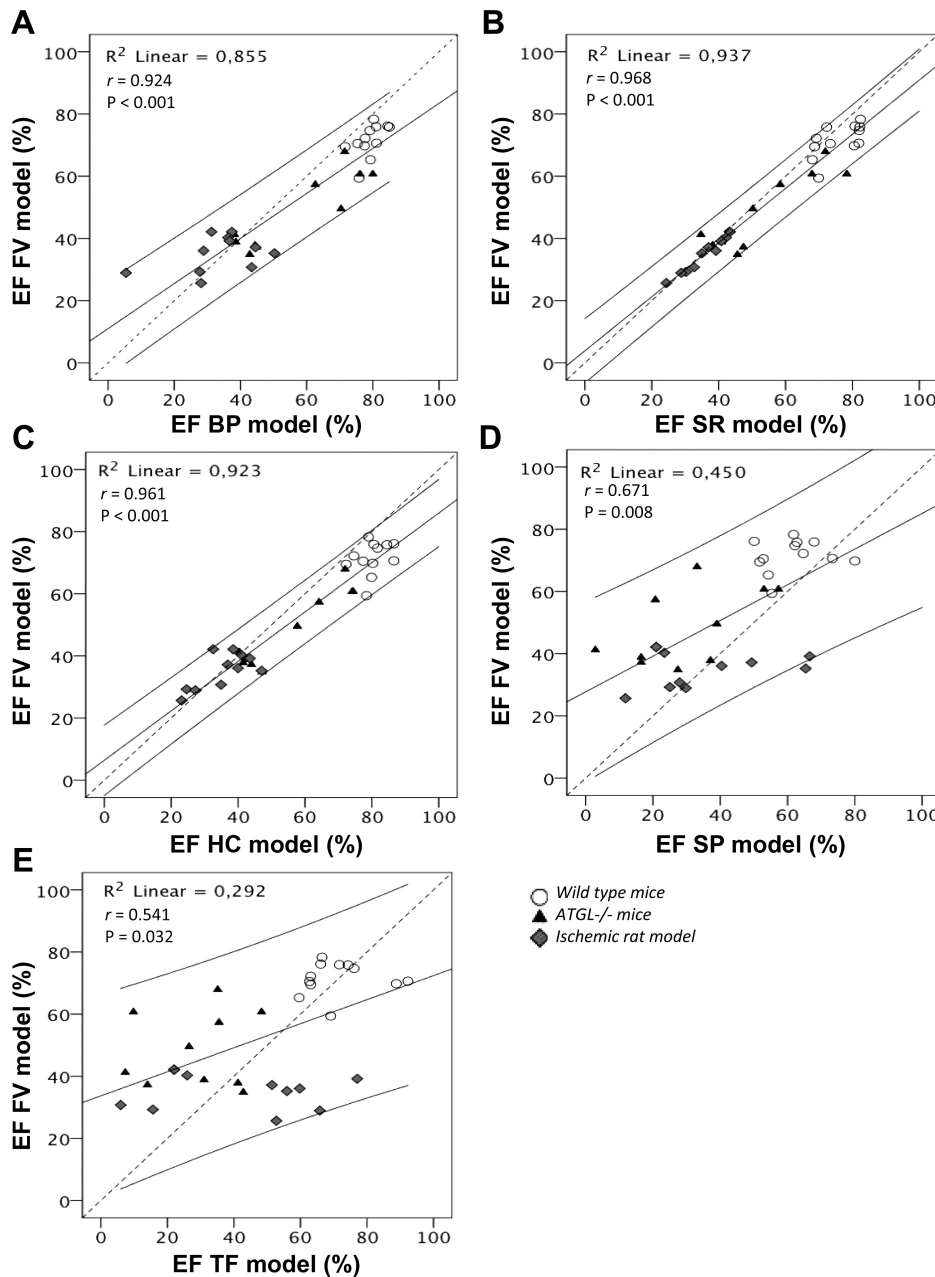 A
R² Linear = 0,855
r = 0.924
P < 0.001
100
80
60
40
20
0
EF FV model (%)
0 20 40 60 80 100
EF BP model (%)
B
R² Linear = 0,937
r = 0.968
P < 0.001
100
80
60
40
20
0
EF FV model (%)
0 20 40 60 80 100
EF SR model (%)
C
R² Linear = 0,923
r = 0.961
P < 0.001
100
80
60
40
20
0
EF FV model (%)
0 20 40 60 80 100
EF HC model (%)
D
R² Linear = 0,450
r = 0.671
P = 0.008
100
80
60
40
20
0
EF FV model (%)
0 20 40 60 80 100
EF SP model (%)
E
R² Linear = 0,292
r = 0.541
P = 0.032
100
80
60
40
20
0
EF FV model (%)
0 20 40 60 80 100
EF TF model (%)
Wild type mice
ATGL-/- mice
Ischemic rat model